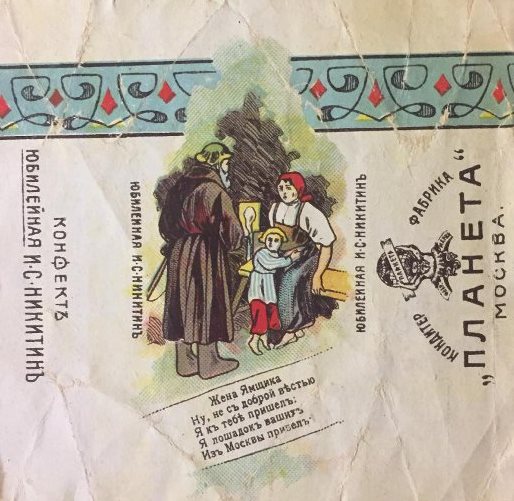 КОНФЕКТЪ
ЮБИЛЕЙНАЯ И·С·НИКИТИНЪ
ЮБИЛЕЙНАЯ И·С·НИКИТИНЪ
Жена Ямщика
Ну, не съ доброй вѣстью
Я къ тебѣ пришелъ:
Я лошадокъ вашихъ
Изъ Москвы привелъ.
ЮБИЛЕЙНАЯ И·С·НИКИТИНЪ
КОНДИТЕР ФАБРИКА
„ПЛАНЕТА“
МОСКВА.